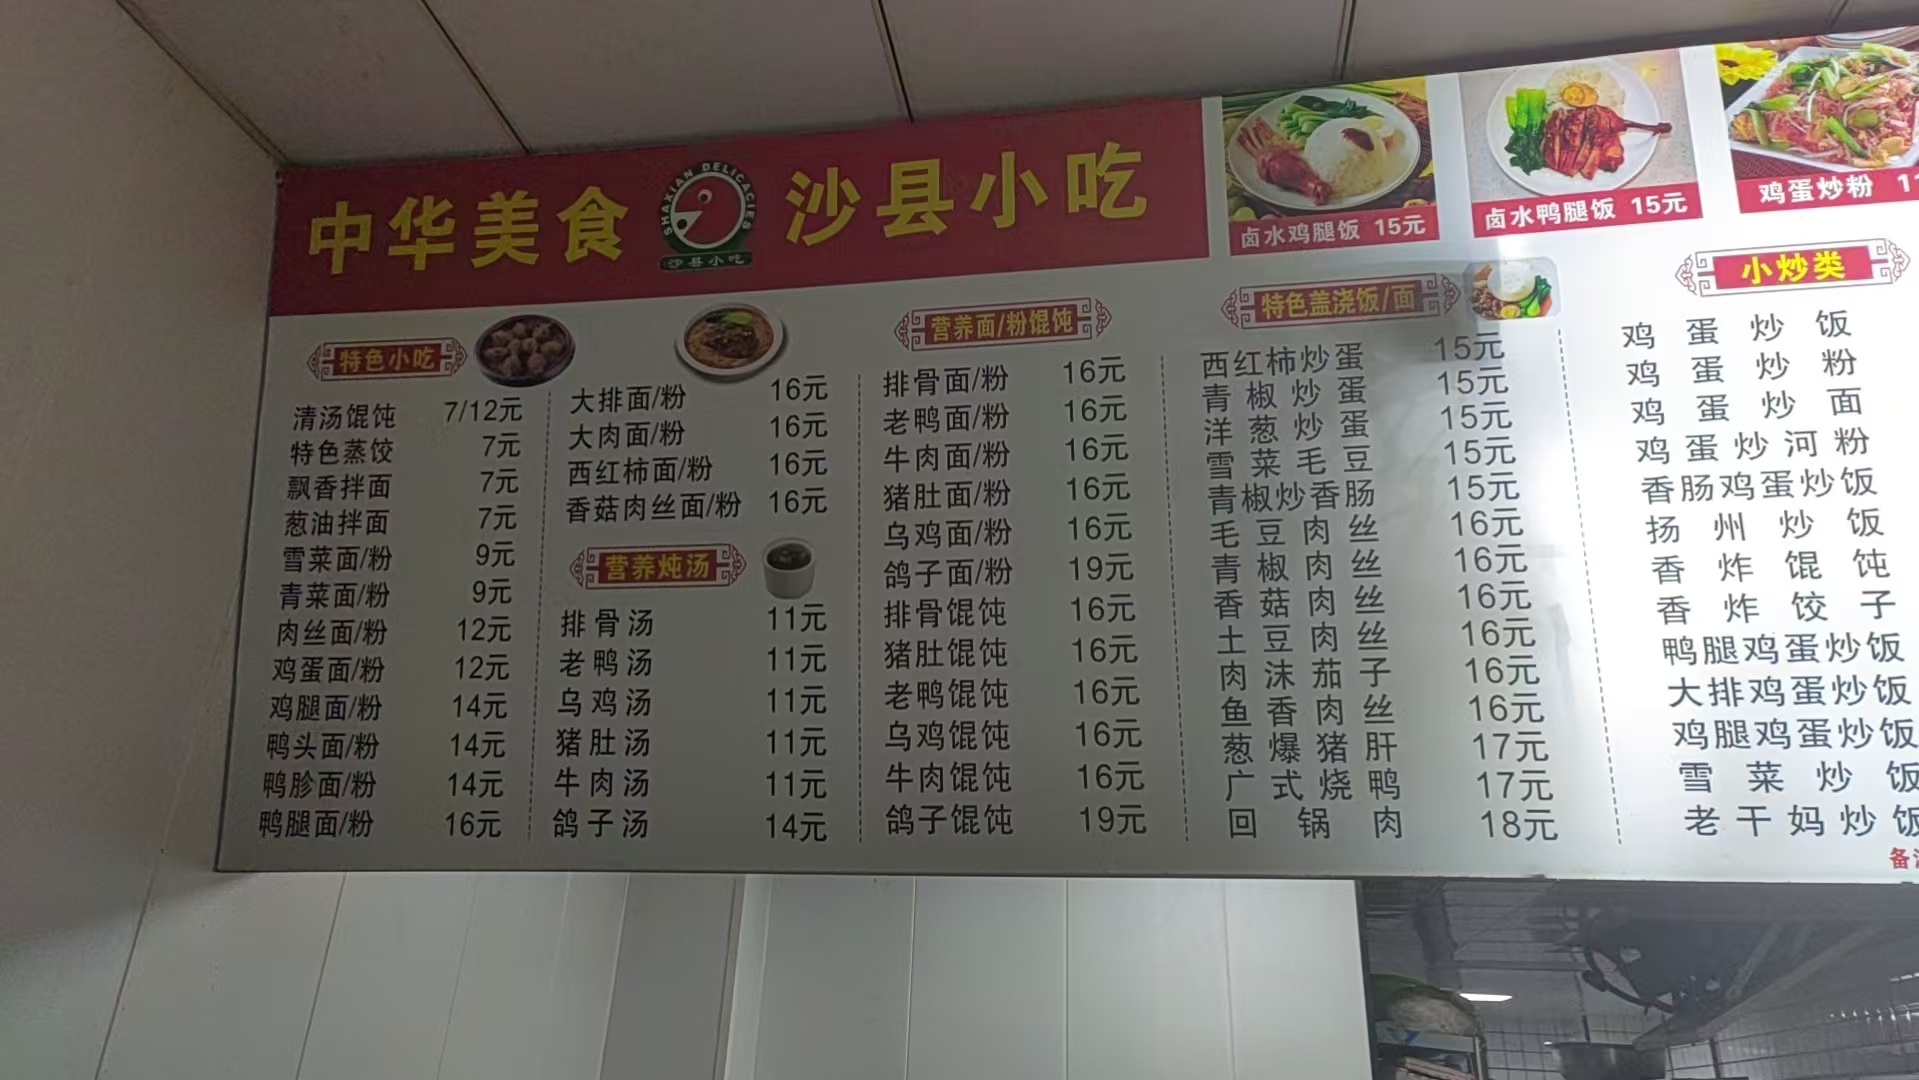 中华美食
SHAXIAN DELICACIES
沙县小吃
沙县小吃
卤水鸡腿饭 15元
卤水鸭腿饭 15元
鸡蛋炒粉
特色小吃
清汤馄饨 7/12元
特色蒸饺 7元
飘香拌面 7元
葱油拌面 7元
雪菜面/粉 9元
青菜面/粉 9元
肉丝面/粉 12元
鸡蛋面/粉 12元
鸡腿面/粉 14元
鸭头面/粉 14元
鸭胗面/粉 14元
鸭腿面/粉 16元
大排面/粉 16元
大肉面/粉 16元
西红柿面/粉 16元
香菇肉丝面/粉 16元
营养炖汤
排骨汤 11元
老鸭汤 11元
乌鸡汤 11元
猪肚汤 11元
牛肉汤 11元
鸽子汤 14元
营养面/粉馄饨
排骨面/粉 16元
老鸭面/粉 16元
牛肉面/粉 16元
猪肚面/粉 16元
乌鸡面/粉 16元
鸽子面/粉 19元
排骨馄饨 16元
猪肚馄饨 16元
老鸭馄饨 16元
乌鸡馄饨 16元
牛肉馄饨 16元
鸽子馄饨 19元
特色盖浇饭/面
西红柿炒蛋 15元
青椒炒蛋 15元
洋葱炒蛋 15元
雪菜毛豆 15元
青椒炒香肠 15元
毛豆肉丝 16元
青椒肉丝 16元
香菇肉丝 16元
土豆肉丝 16元
肉沫茄子 16元
鱼香肉丝 16元
葱爆猪肝 17元
广式烧鸭 17元
回锅肉 18元
小炒类
鸡蛋炒饭
鸡蛋炒粉
鸡蛋炒面
鸡蛋炒河粉
香肠鸡蛋炒饭
扬州炒饭
香炸馄饨
香炸饺子
鸭腿鸡蛋炒饭
大排鸡蛋炒饭
鸡腿鸡蛋炒饭
雪菜炒饭
老干妈炒饭
备